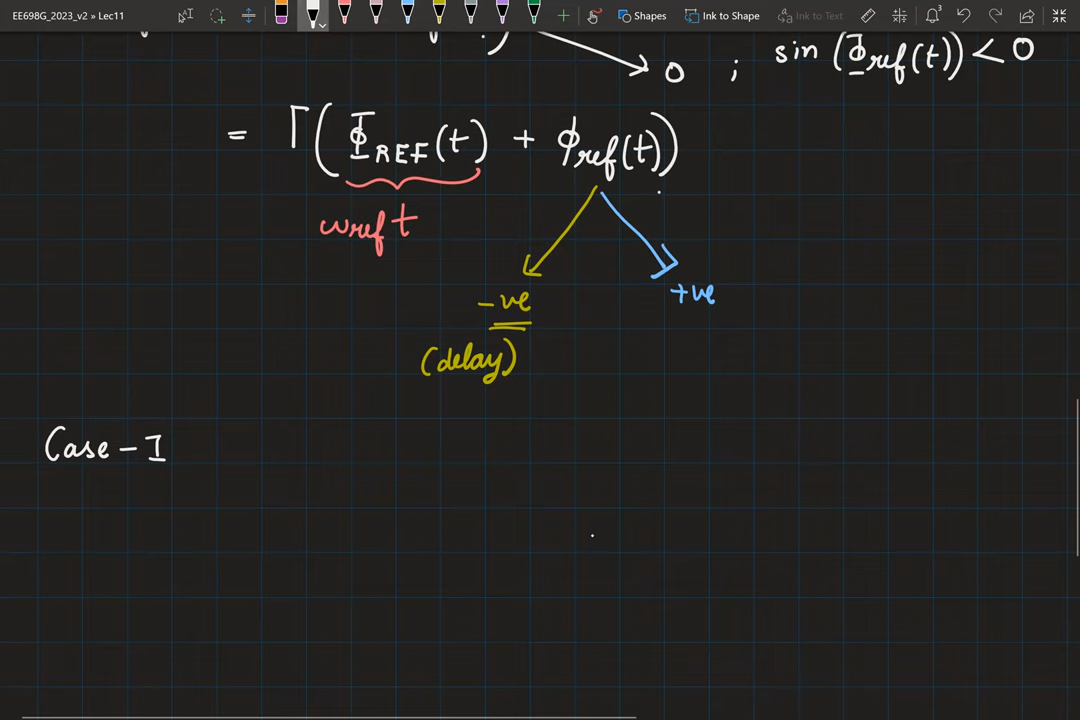 EE698G_2023_v2 » Lec11
Shapes
Ink to Shape
Ink to Text
0 ; sin (Φref(t)) < 0
= Γ(Φ_REF(t) + ϕref(t))
ωref t
-ve
+ve
(delay)
Case - I